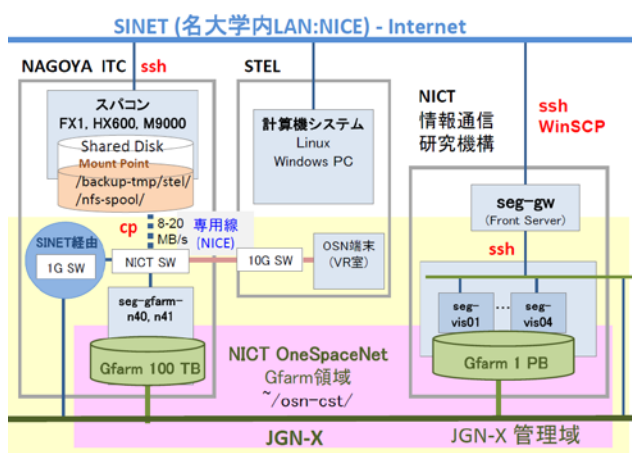 SINET (名大学内LAN:NICE) - Internet
NAGOYA ITC
ssh
スパコン
FX1, HX600, M9000
Shared Disk
Mount Point
/backup-tmp/stel/
/nfs-spool/
cp
8-20
MB/s
専用線
(NICE)
SINET経由
1G SW
NICT SW
seg-gfarm-
n40, n41
Gfarm 100 TB
STEL
計算機システム
Linux
Windows PC
10G SW
OSN端末
(VR室)
NICT
情報通信
研究機構
ssh
WinSCP
seg-gw
(Front Server)
ssh
seg-
vis01
...
seg-
vis04
Gfarm 1 PB
NICT OneSpaceNet
Gfarm領域
~/osn-cst/
JGN-X
JGN-X 管理域